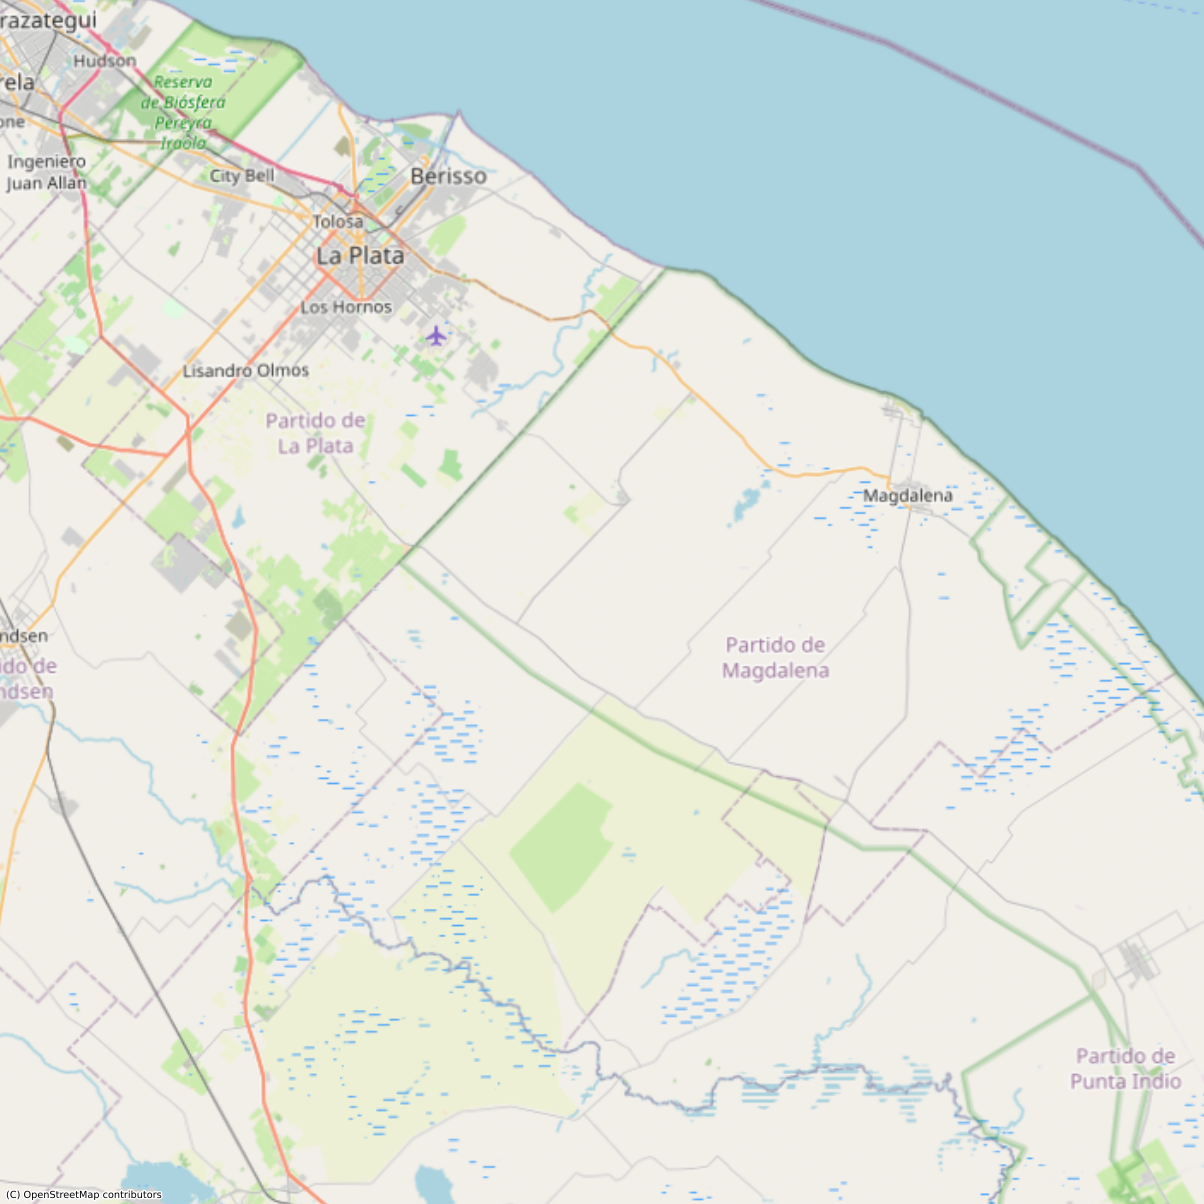 razategui
Hudson
rela
Reserva
de Biósfera
Pereyra
Iraola
one
Ingeniero
Juan Allan
City Bell
Berisso
Tolosa
La Plata
Los Hornos
Lisandro Olmos
Partido de
La Plata
Magdalena
ndsen
Partido de
Magdalena
ido de
ndsen
Partido de
Punta Indio
(C) OpenStreetMap contributors